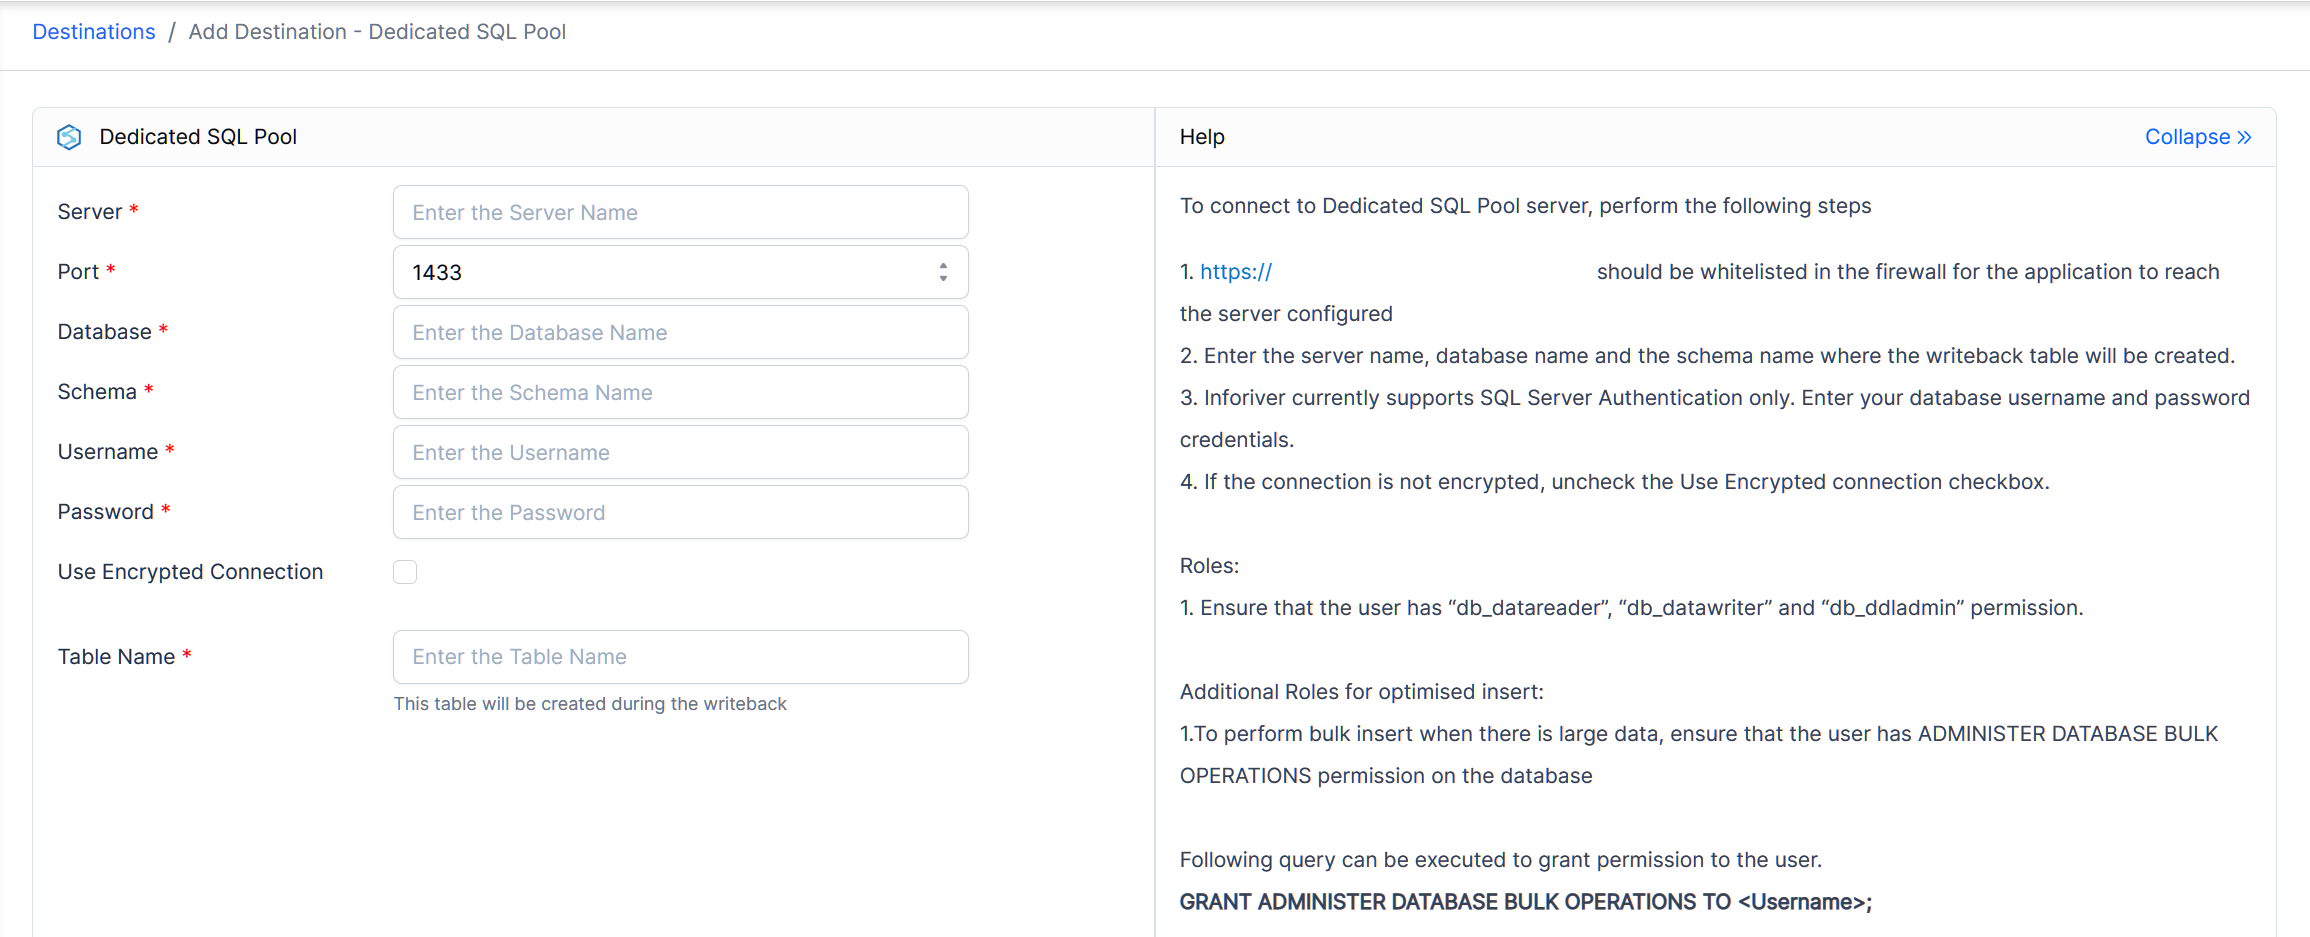 Destinations / Add Destination - Dedicated SQL Pool
Dedicated SQL Pool
Server *
Enter the Server Name
Port *
1433
Database *
Enter the Database Name
Schema *
Enter the Schema Name
Username *
Enter the Username
Password *
Enter the Password
Use Encrypted Connection
Table Name *
Enter the Table Name
This table will be created during the writeback
Help
Collapse »
To connect to Dedicated SQL Pool server, perform the following steps
1. https:// should be whitelisted in the firewall for the application to reach
the server configured
2. Enter the server name, database name and the schema name where the writeback table will be created.
3. Inforiver currently supports SQL Server Authentication only. Enter your database username and password
credentials.
4. If the connection is not encrypted, uncheck the Use Encrypted connection checkbox.
Roles:
1. Ensure that the user has “db_datareader”, “db_datawriter” and “db_ddladmin” permission.
Additional Roles for optimised insert:
1.To perform bulk insert when there is large data, ensure that the user has ADMINISTER DATABASE BULK
OPERATIONS permission on the database
Following query can be executed to grant permission to the user.
GRANT ADMINISTER DATABASE BULK OPERATIONS TO <Username>;